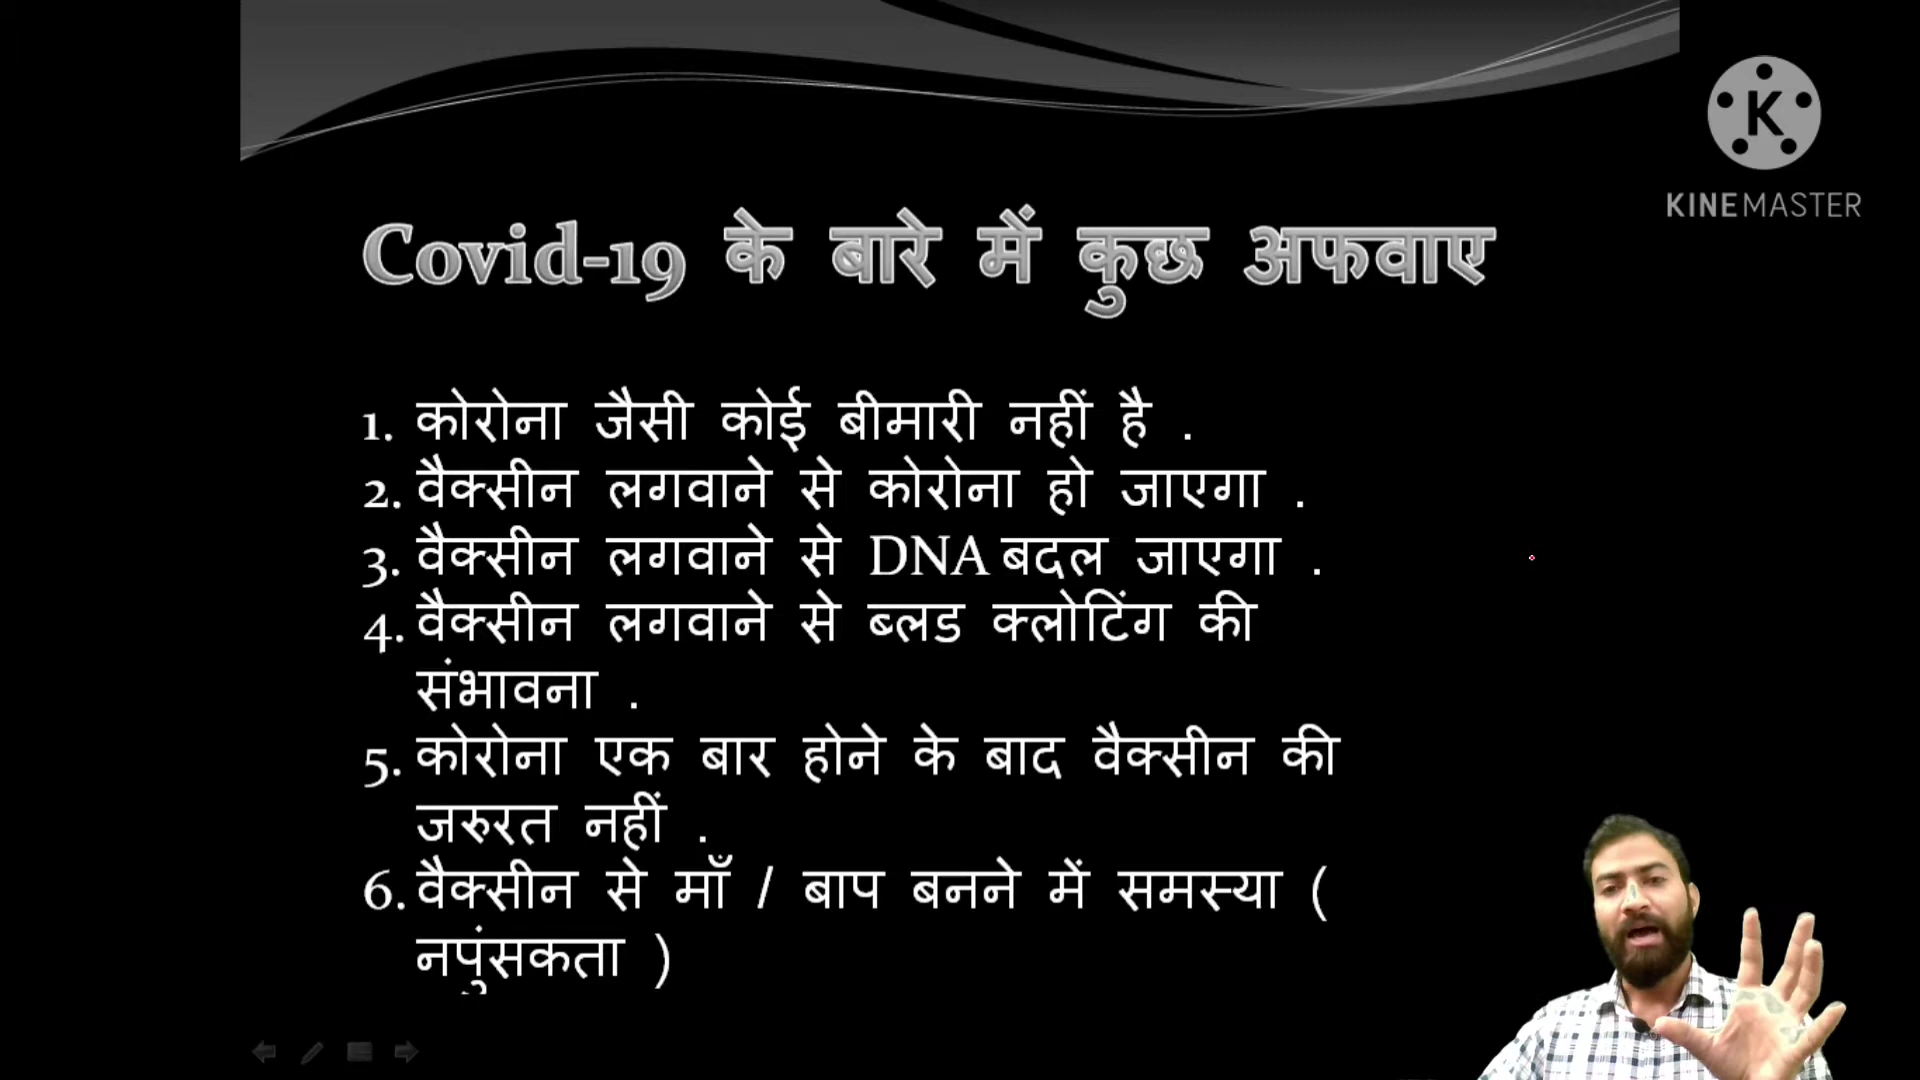 KINEMASTER
Covid-19 के बारे में कुछ अफवाए
1. कोरोना जैसी कोई बीमारी नहीं है .
2. वैक्सीन लगवाने से कोरोना हो जाएगा .
3. वैक्सीन लगवाने से DNA बदल जाएगा .
4. वैक्सीन लगवाने से ब्लड क्लोटिंग की
संभावना .
5. कोरोना एक बार होने के बाद वैक्सीन की
जरुरत नहीं .
6. वैक्सीन से माँ / बाप बनने में समस्या (
नपुंसकता )